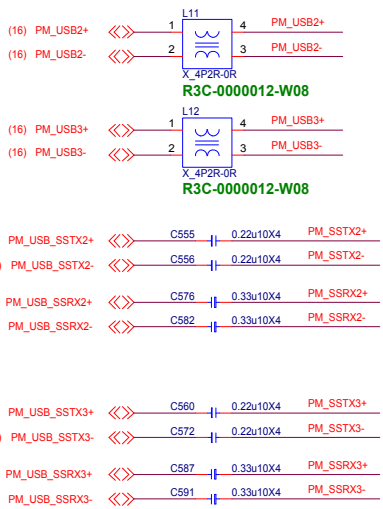 L11
(16) PM_USB2+ 1 4 PM_USB2+
(16) PM_USB2- 2 3 PM_USB2-
X_4P2R-0R
R3C-0000012-W08
L12
(16) PM_USB3+ 1 4 PM_USB3+
(16) PM_USB3- 2 3 PM_USB3-
X_4P2R-0R
R3C-0000012-W08
PM_USB_SSTX2+ C555 0.22u10X4 PM_SSTX2+
) PM_USB_SSTX2- C556 0.22u10X4 PM_SSTX2-
PM_USB_SSRX2+ C576 0.33u10X4 PM_SSRX2+
PM_USB_SSRX2- C582 0.33u10X4 PM_SSRX2-
PM_USB_SSTX3+ C560 0.22u10X4 PM_SSTX3+
) PM_USB_SSTX3- C572 0.22u10X4 PM_SSTX3-
PM_USB_SSRX3+ C587 0.33u10X4 PM_SSRX3+
PM_USB_SSRX3- C591 0.33u10X4 PM_SSRX3-